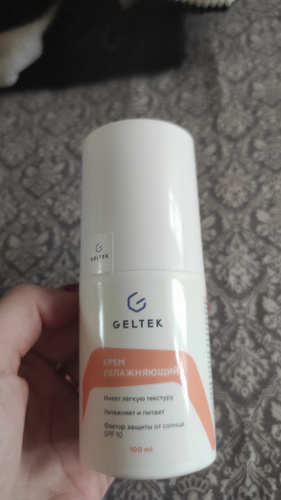 GELTEK
GELTEK
КРЕМ
УВЛАЖНЯЮЩИЙ
Имеет легкую текстуру
Увлажняет и питает
Фактор защиты от солнца
SPF 10
100 ml